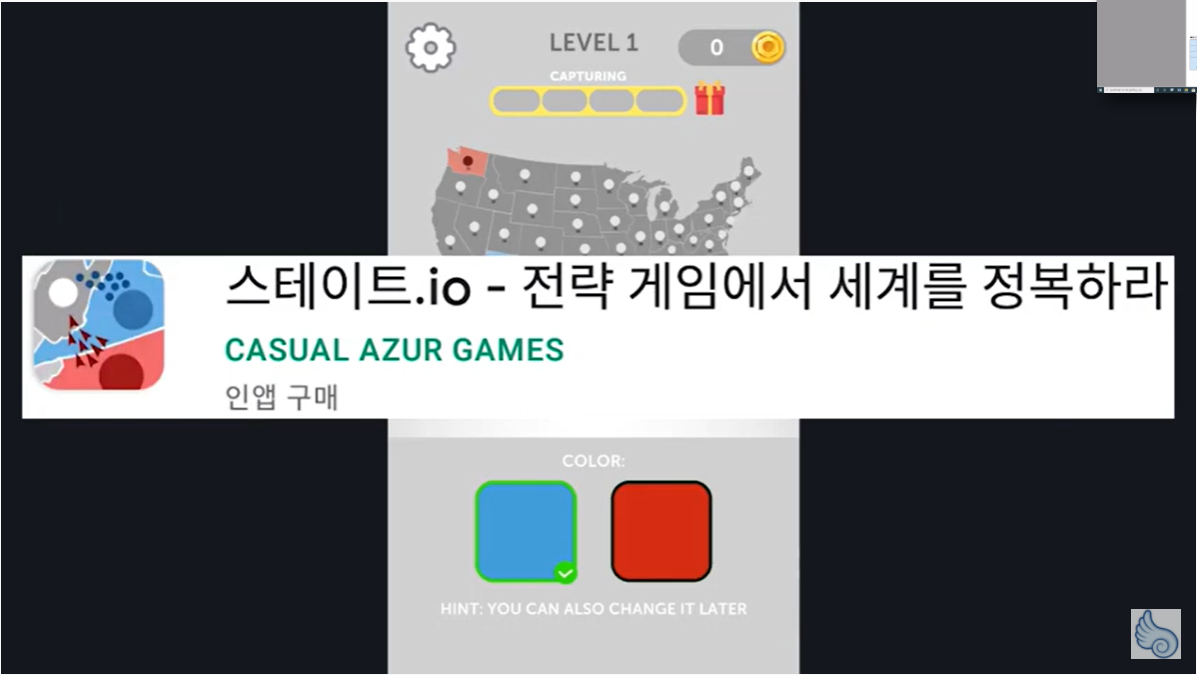 LEVEL 1
0
CAPTURING
스테이트.io - 전략 게임에서 세계를 정복하라
CASUAL AZUR GAMES
인앱 구매
COLOR:
HINT: YOU CAN ALSO CHANGE IT LATER